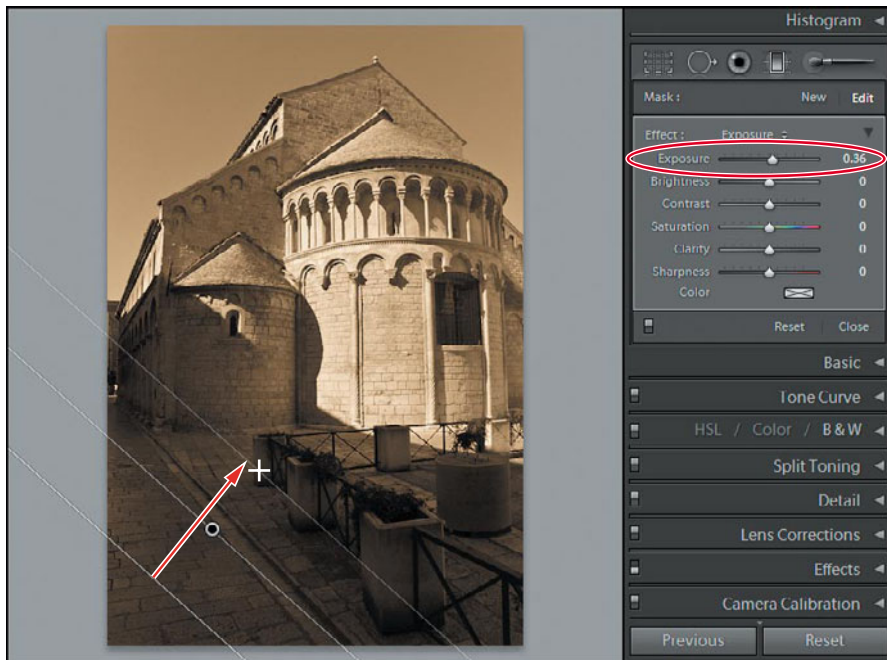 Histogram
Mask : New Edit
Effect : Exposure
Exposure 0.36
Brightness 0
Contrast 0
Saturation 0
Clarity 0
Sharpness 0
Color
Reset Close
Basic
Tone Curve
HSL / Color / B & W
Split Toning
Detail
Lens Corrections
Effects
Camera Calibration
Previous Reset